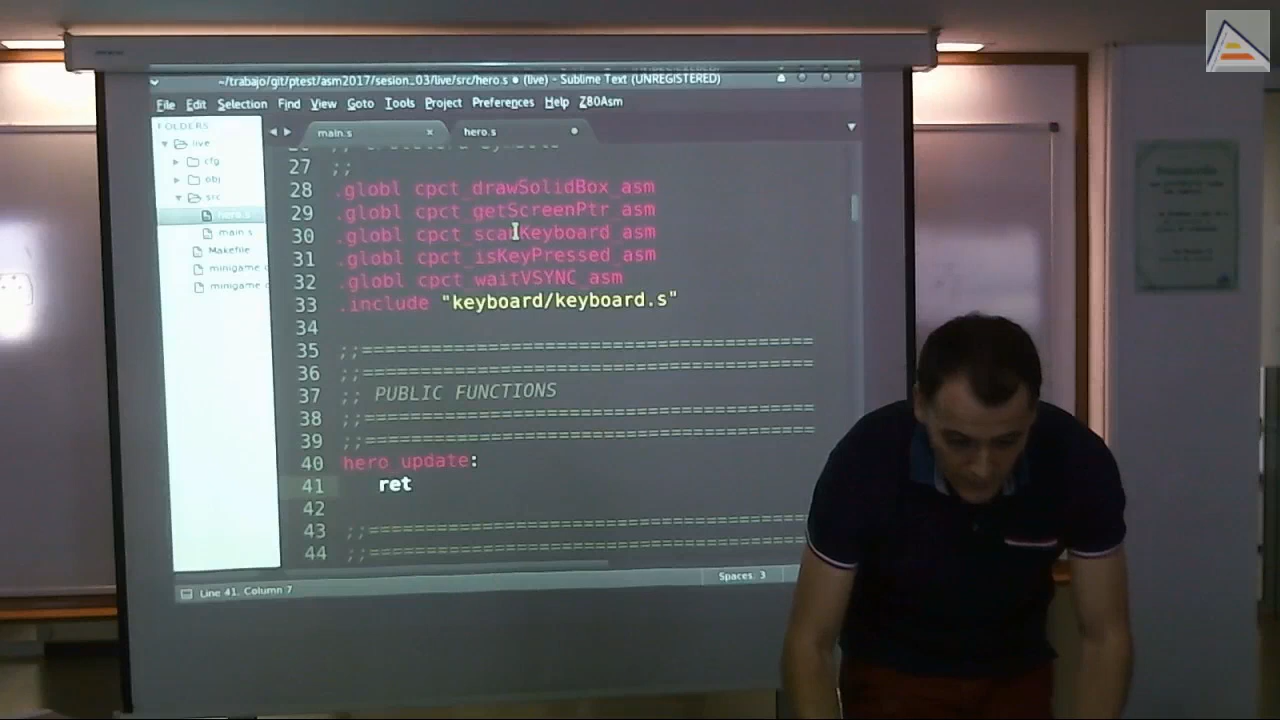 ~/trabajo/git/ptest/asm2017/sesion_03/live/src/hero.s • (live) - Sublime Text (UNREGISTERED)
File Edit Selection Find View Goto Tools Project Preferences Help Z80Asm
FOLDERS
live
cfg
obj
src
hero.s
main.s
Makefile
minigame
minigame
main.s × hero.s
27 ;;
28 .globl cpct_drawSolidBox_asm
29 .globl cpct_getScreenPtr_asm
30 .globl cpct_scanKeyboard_asm
31 .globl cpct_isKeyPressed_asm
32 .globl cpct_waitVSYNC_asm
33 .include "keyboard/keyboard.s"
34
35 ;;========================================
36 ;;========================================
37 ;; PUBLIC FUNCTIONS
38 ;;========================================
39 ;;========================================
40 hero_update:
41 ret
42
43 ;;========================================
44 ;;========================================
Line 41, Column 7
Spaces: 3